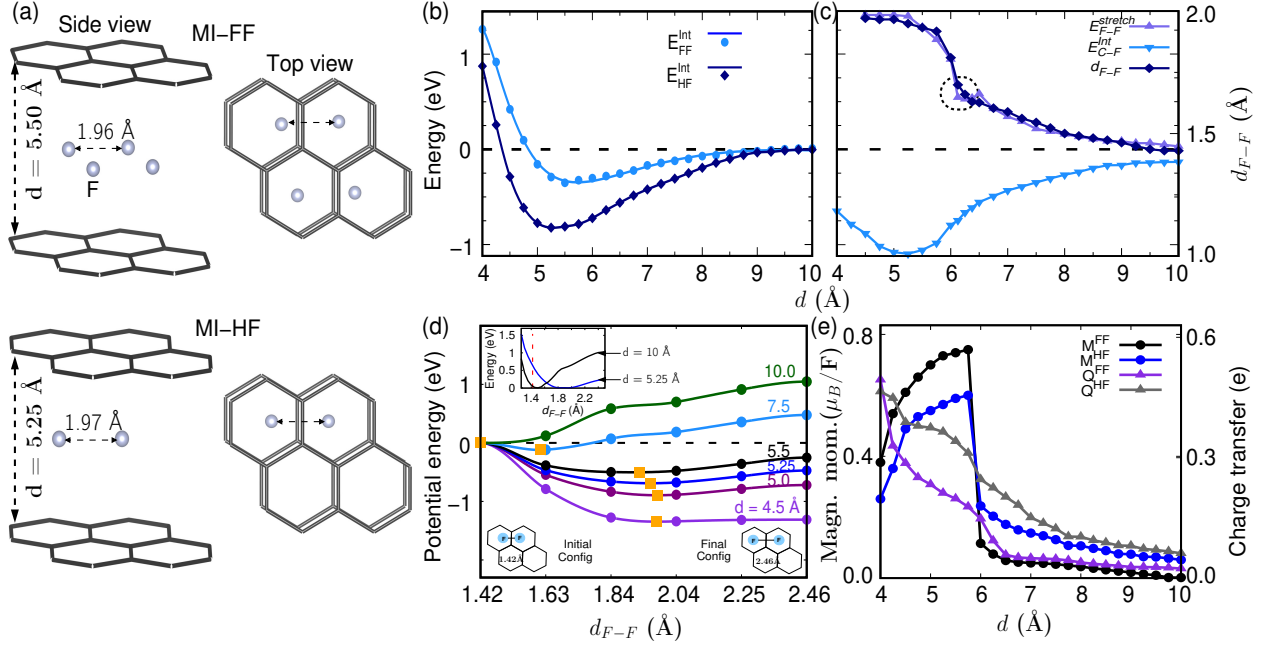 (a)
Side view
MI-FF
d = 5.50 Å
1.96 Å
F
Top view
MI-HF
d = 5.25 Å
1.97 Å
(b)
Energy (eV)
1
0
−1
E_FF^Int
E_HF^Int
4 5 6 7 8 9 10
(c)
E_F−F^stretch
E_C−F^Int
d_F−F
2.0
1.5
1.0
d_F−F (Å)
4 5 6 7 8 9 10
d (Å)
(d)
Potential energy (eV)
1
0
−1
Energy (eV)
1.5
1
0.5
0
1.4 1.8 2.2
d_F−F (Å)
d = 10 Å
d = 5.25 Å
10.0
7.5
5.5
5.25
5.0
d = 4.5 Å
F F
1.42Å
Initial
Config
Final
Config
F F
2.46Å
1.42 1.63 1.84 2.04 2.25 2.46
d_F−F (Å)
(e)
Magn. mom. (μ_B/F)
0.8
0.4
0.0
M^FF
M^HF
Q^FF
Q^HF
0.6
0.3
0.0
Charge transfer (e)
4 5 6 7 8 9 10
d (Å)